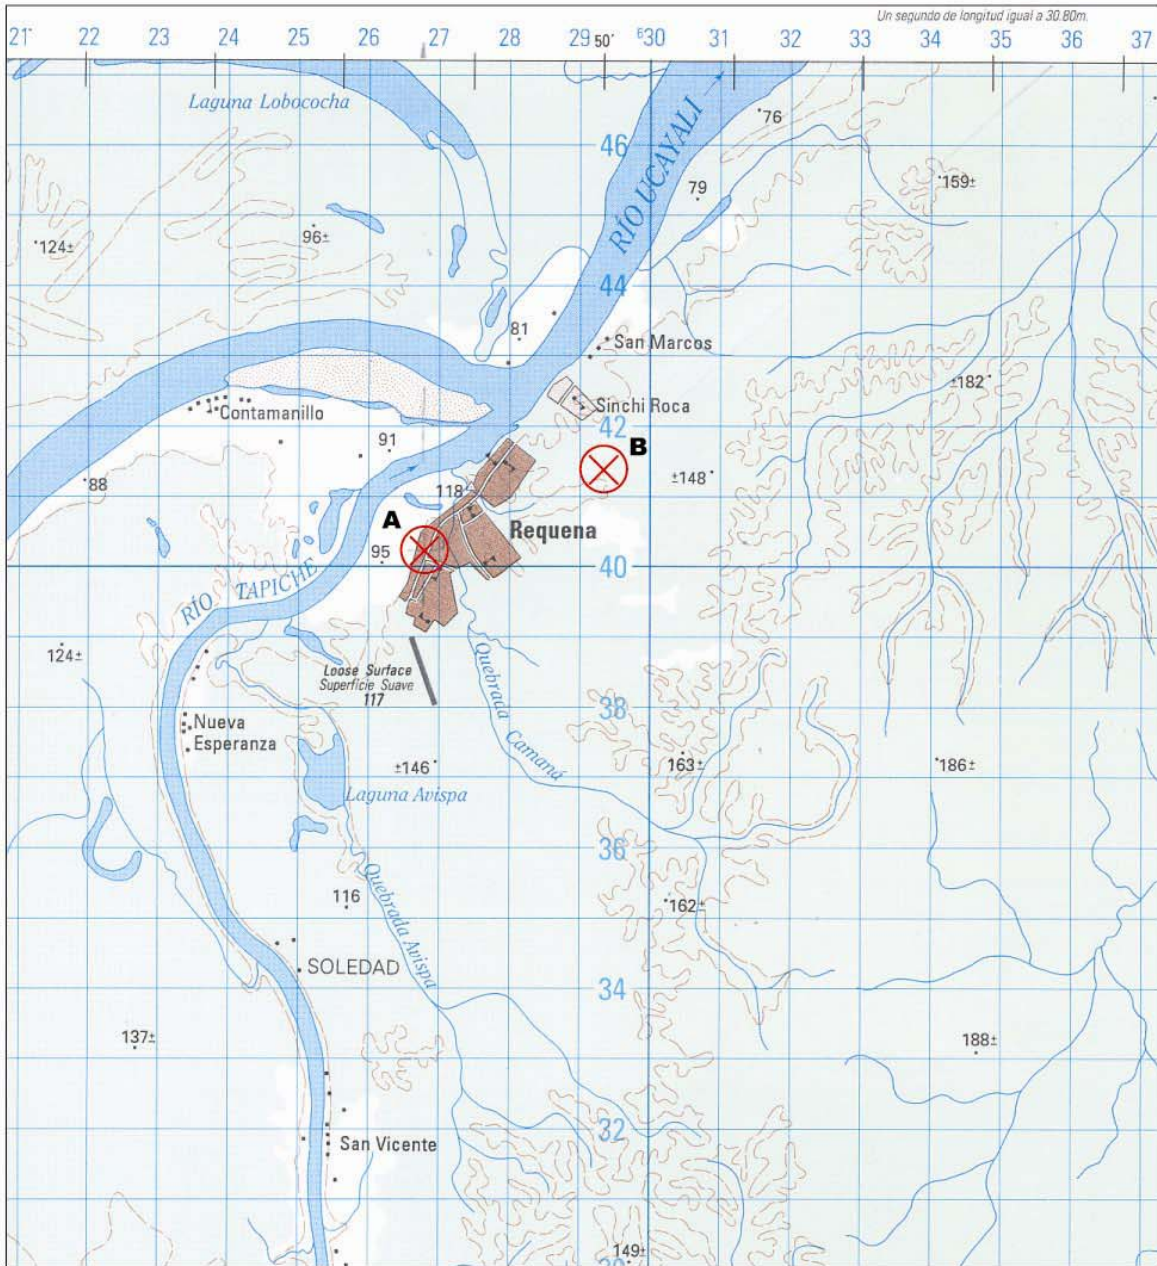 Un segundo de longitud igual a 30.80m.
21 22 23 24 25 26 27 28 29 50' 630 31 32 33 34 35 36 37
Laguna Lobococha
76
RÍO UCAYALI
46
159±
79
96±
124±
44
81
San Marcos
±182
Sinchi Roca
Contamanillo
42
91
B
±148
88
118
A
Requena
95
40
RÍO TAPICHE
124±
Loose Surface
Superficie Suave
117
Quebrada Camaná
38
Nueva
Esperanza
±146
163±
186±
Laguna Avispa
36
116
Quebrada Avispa
162±
SOLEDAD
34
137±
188±
32
San Vicente
149±